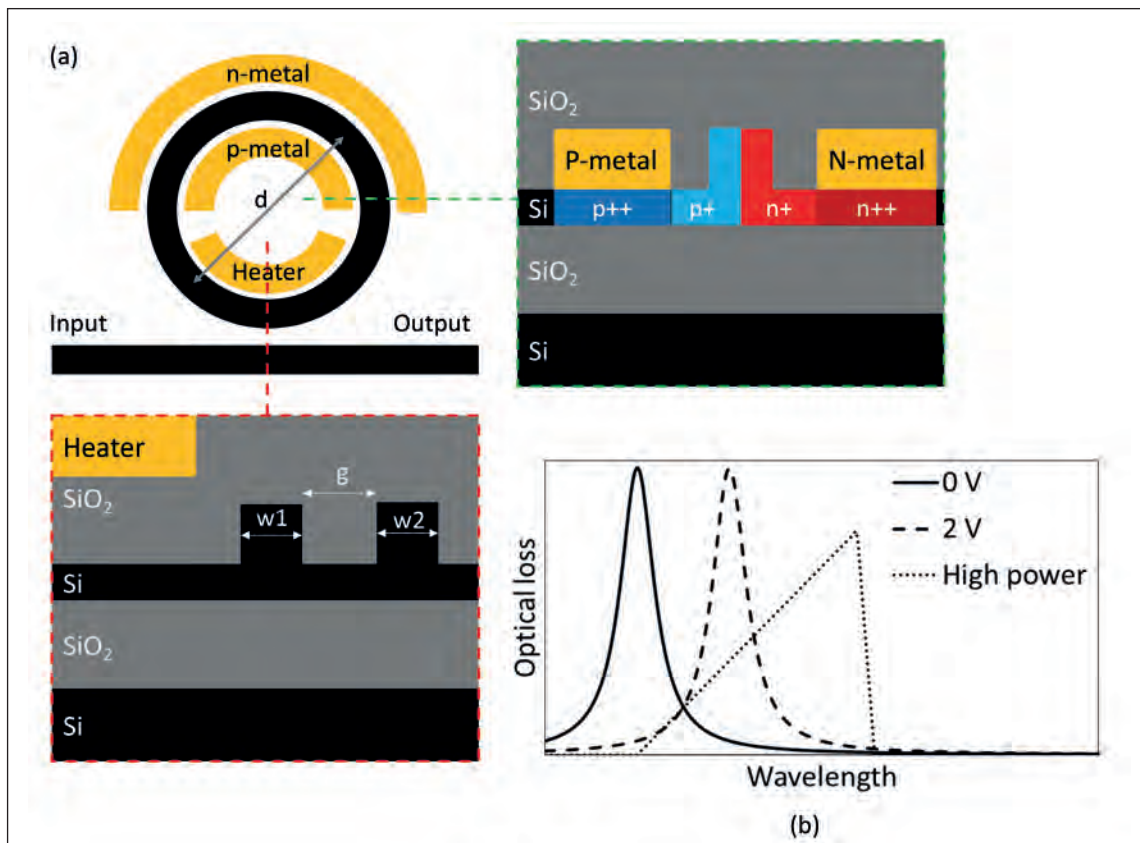 (a)
n-metal
p-metal
d
Heater
Input
Output
SiO2
P-metal
N-metal
Si
p++
p+
n+
n++
SiO2
Si
Heater
g
SiO2
w1
w2
Si
SiO2
Si
0 V
2 V
High power
Optical loss
Wavelength
(b)